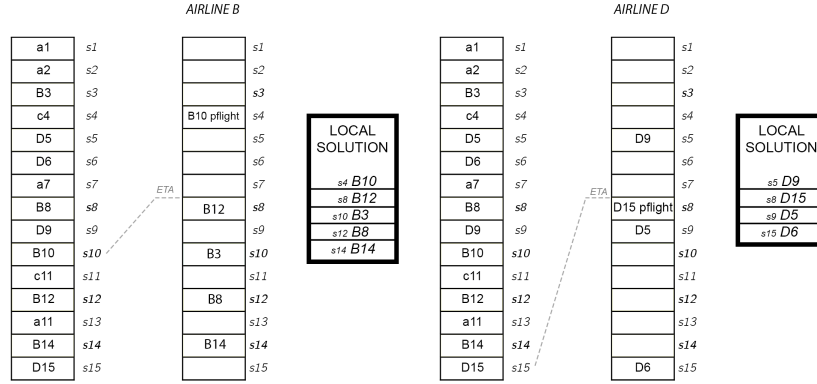 AIRLINE B
a1 s1 s1
a2 s2 s2
B3 s3 s3
c4 s4 B10 pflight s4
D5 s5 s5
D6 s6 s6
a7 s7 s7
ETA
B8 s8 B12 s8
D9 s9 s9
B10 s10 B3 s10
c11 s11 s11
B12 s12 B8 s12
a11 s13 s13
B14 s14 B14 s14
D15 s15 s15
LOCAL
SOLUTION
s4 B10
s8 B12
s10 B3
s12 B8
s14 B14
AIRLINE D
a1 s1 s1
a2 s2 s2
B3 s3 s3
c4 s4 s4
D5 s5 D9 s5
D6 s6 s6
a7 s7 s7
ETA
B8 s8 D15 pflight s8
D9 s9 D5 s9
B10 s10 s10
c11 s11 s11
B12 s12 s12
a11 s13 s13
B14 s14 s14
D15 s15 D6 s15
LOCAL
SOLUTION
s5 D9
s8 D15
s9 D5
s15 D6